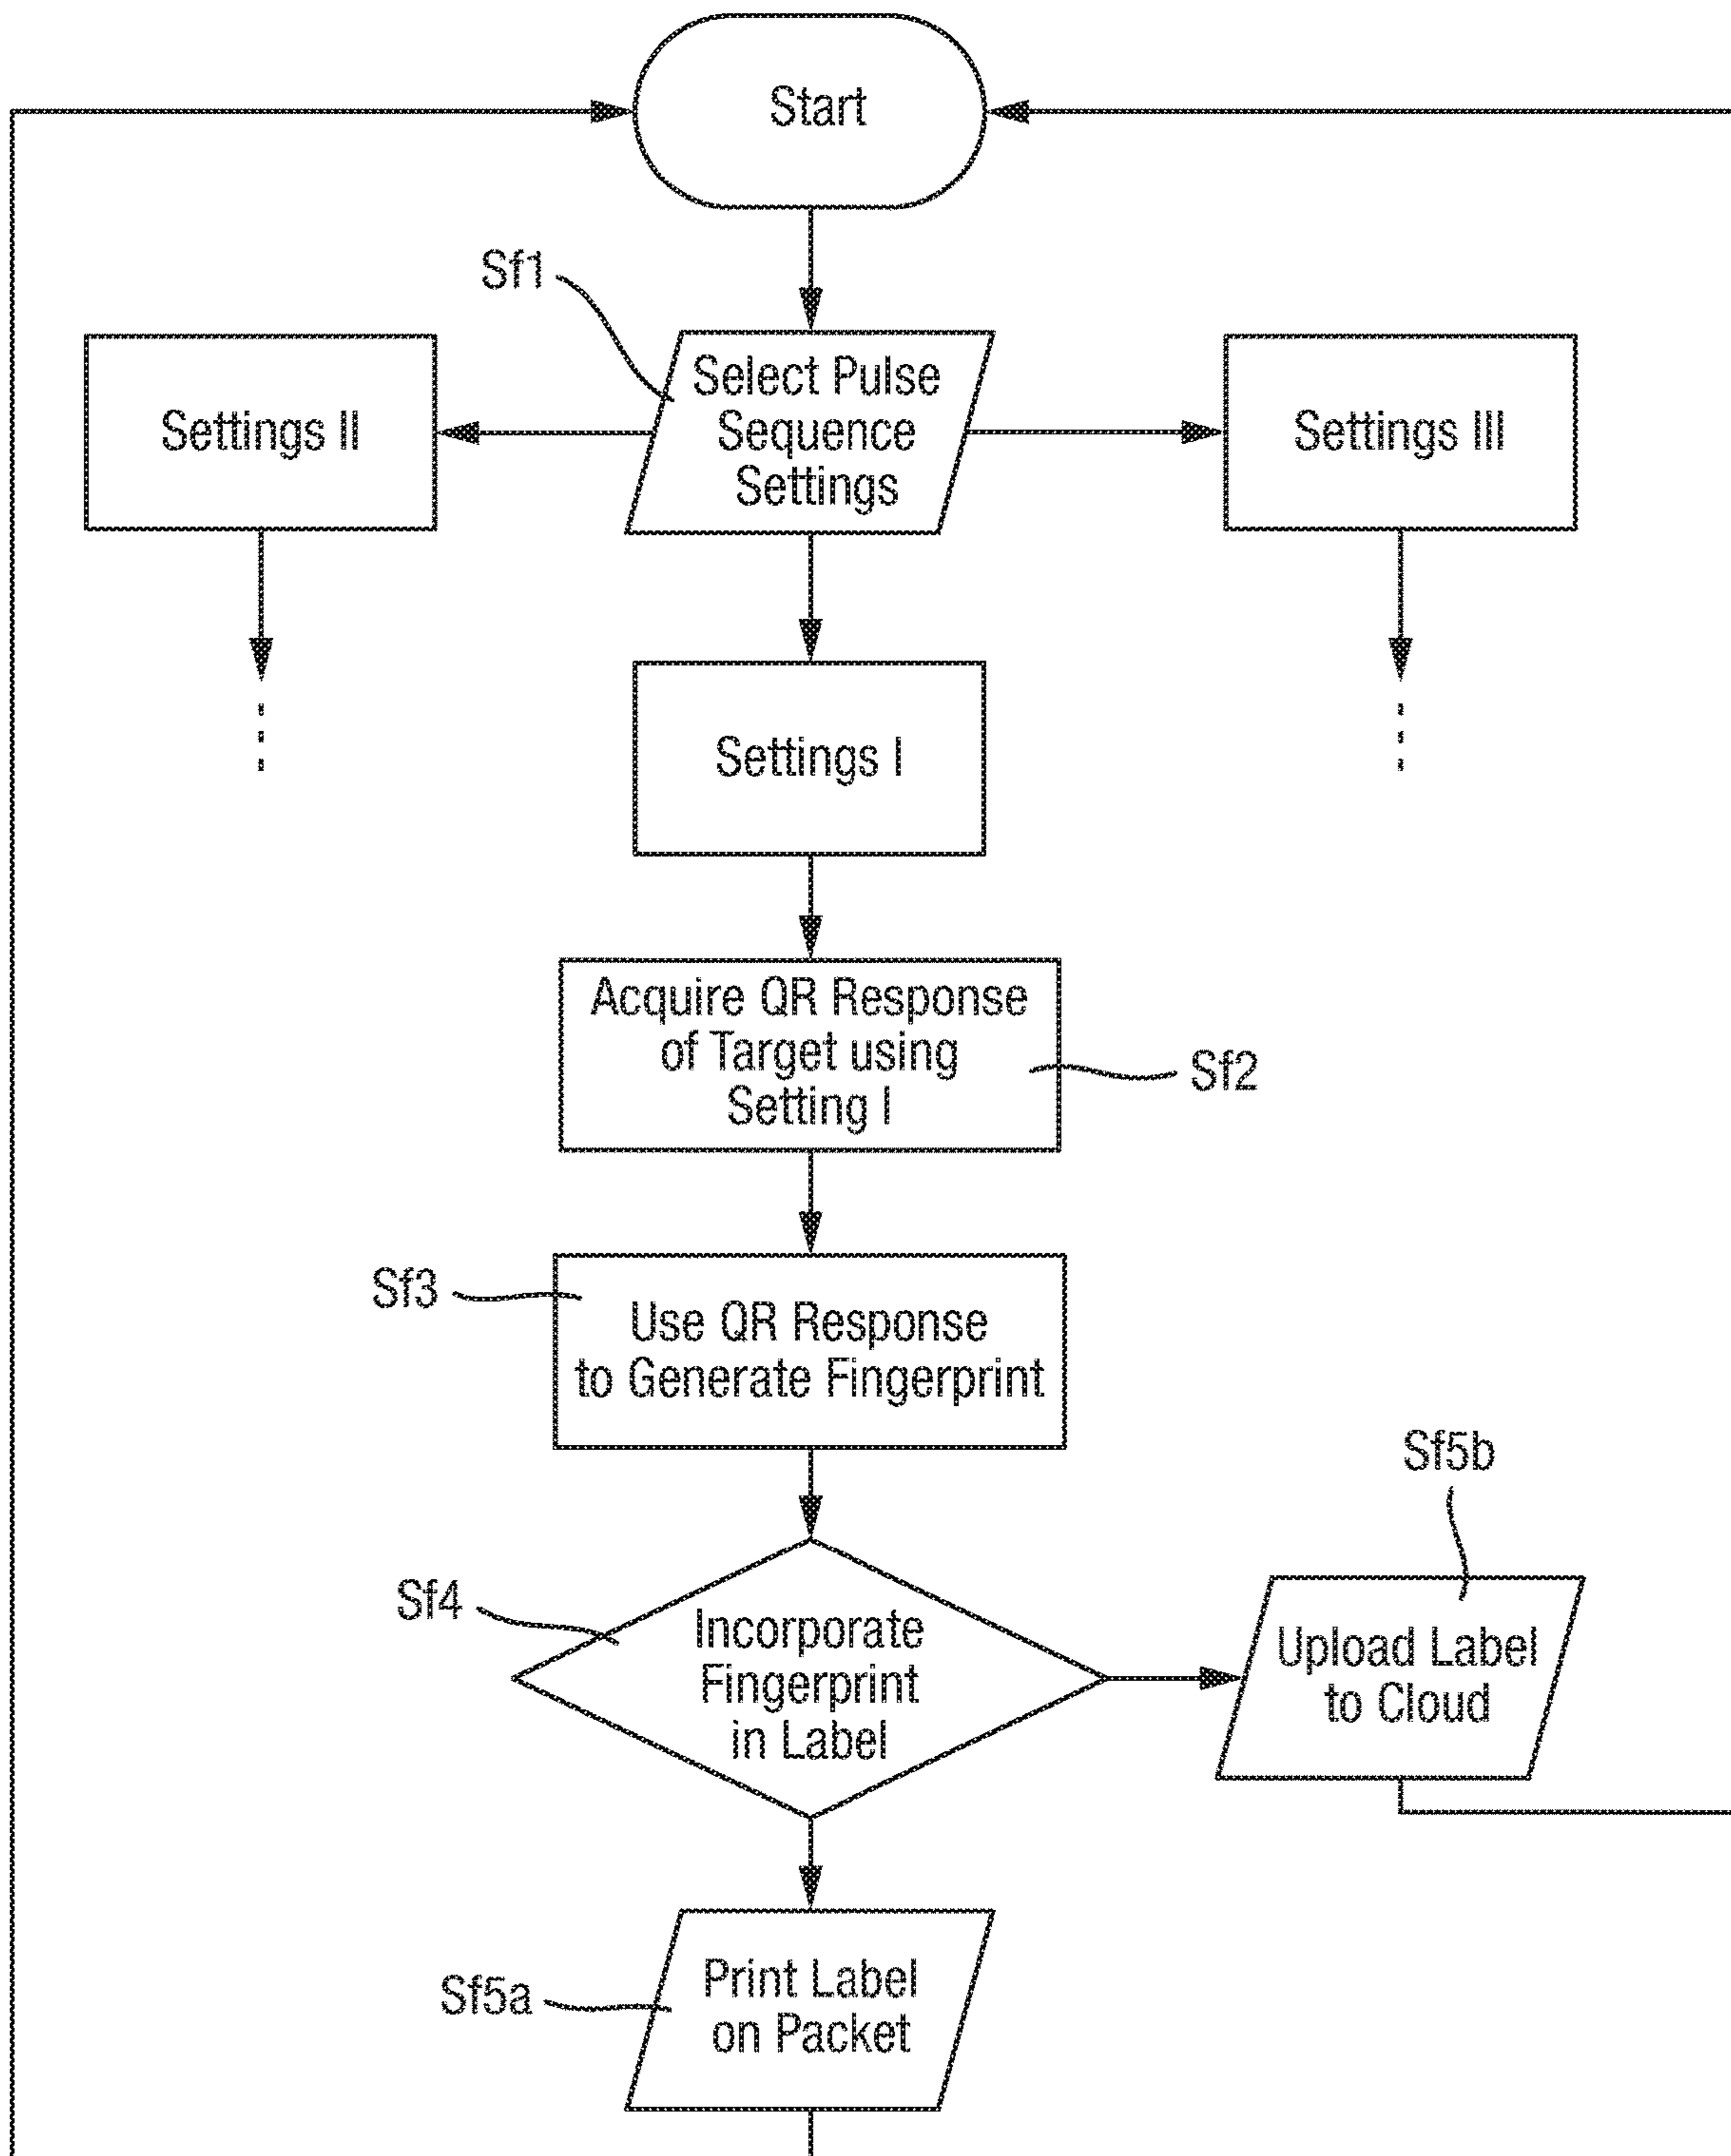 Start
Sf1
Select Pulse
Sequence
Settings
Settings II
Settings III
Settings I
Acquire QR Response
of Target using
Setting I
Sf2
Sf3
Use QR Response
to Generate Fingerprint
Sf5b
Sf4
Incorporate
Fingerprint
in Label
Upload Label
to Cloud
Sf5a
Print Label
on Packet